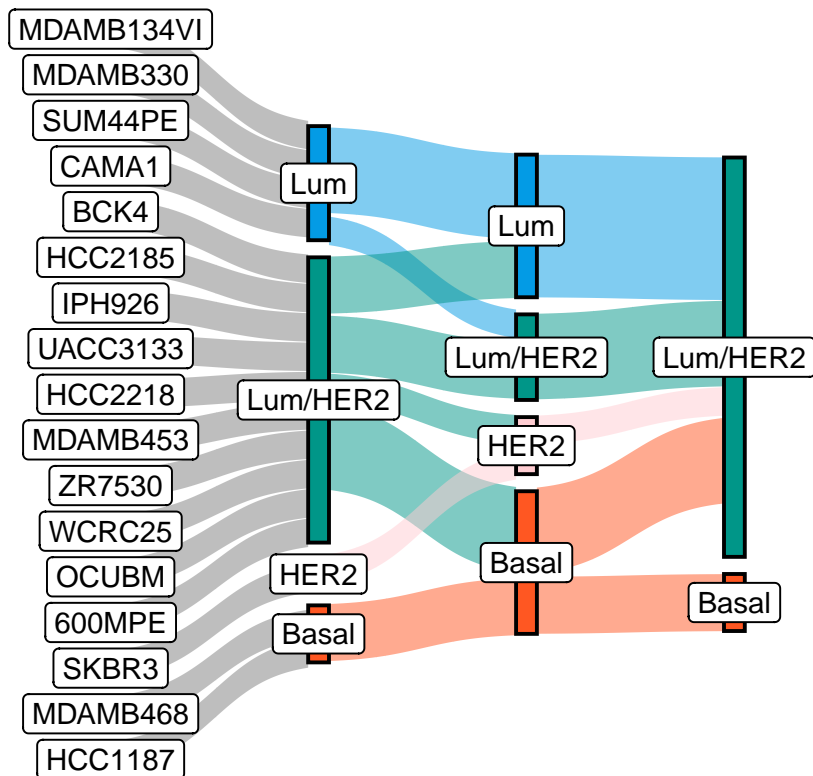 MDAMB134VI
MDAMB330
SUM44PE
CAMA1
BCK4
HCC2185
IPH926
UACC3133
HCC2218
MDAMB453
ZR7530
WCRC25
OCUBM
600MPE
SKBR3
MDAMB468
HCC1187
Lum
Lum/HER2
HER2
Basal
Lum
Lum/HER2
HER2
Basal
Lum/HER2
Basal